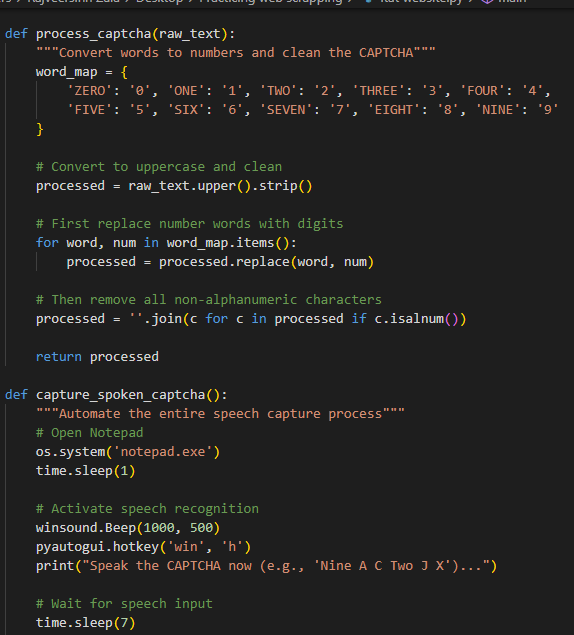 def process_captcha(raw_text):
"""Convert words to numbers and clean the CAPTCHA"""
word_map = {
'ZERO': '0', 'ONE': '1', 'TWO': '2', 'THREE': '3', 'FOUR': '4',
'FIVE': '5', 'SIX': '6', 'SEVEN': '7', 'EIGHT': '8', 'NINE': '9'
}
# Convert to uppercase and clean
processed = raw_text.upper().strip()
# First replace number words with digits
for word, num in word_map.items():
processed = processed.replace(word, num)
# Then remove all non-alphanumeric characters
processed = ''.join(c for c in processed if c.isalnum())
return processed
def capture_spoken_captcha():
"""Automate the entire speech capture process"""
# Open Notepad
os.system('notepad.exe')
time.sleep(1)
# Activate speech recognition
winsound.Beep(1000, 500)
pyautogui.hotkey('win', 'h')
print("Speak the CAPTCHA now (e.g., 'Nine A C Two J X')...")
# Wait for speech input
time.sleep(7)